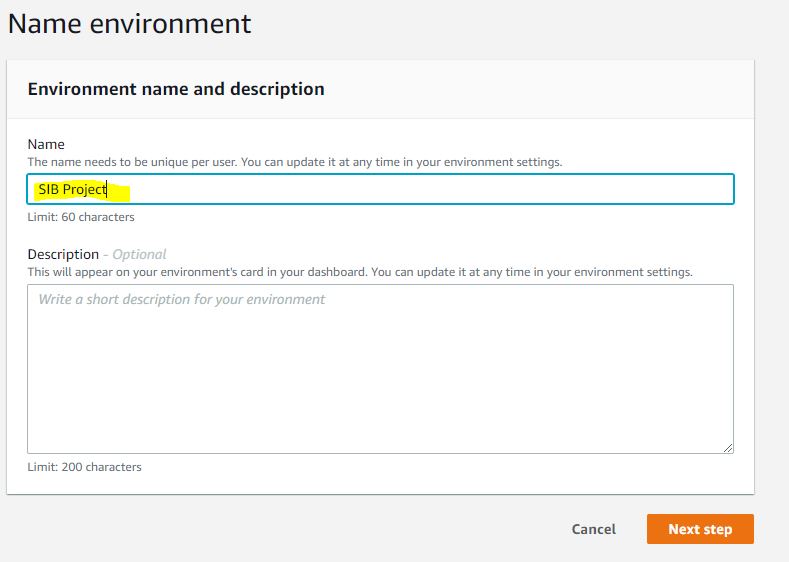 Name environment
Environment name and description
Name
The name needs to be unique per user. You can update it at any time in your environment settings.
SIB Project
Limit: 60 characters
Description – Optional
This will appear on your environment's card in your dashboard. You can update it at any time in your environment settings.
Write a short description for your environment
Limit: 200 characters
Cancel
Next step